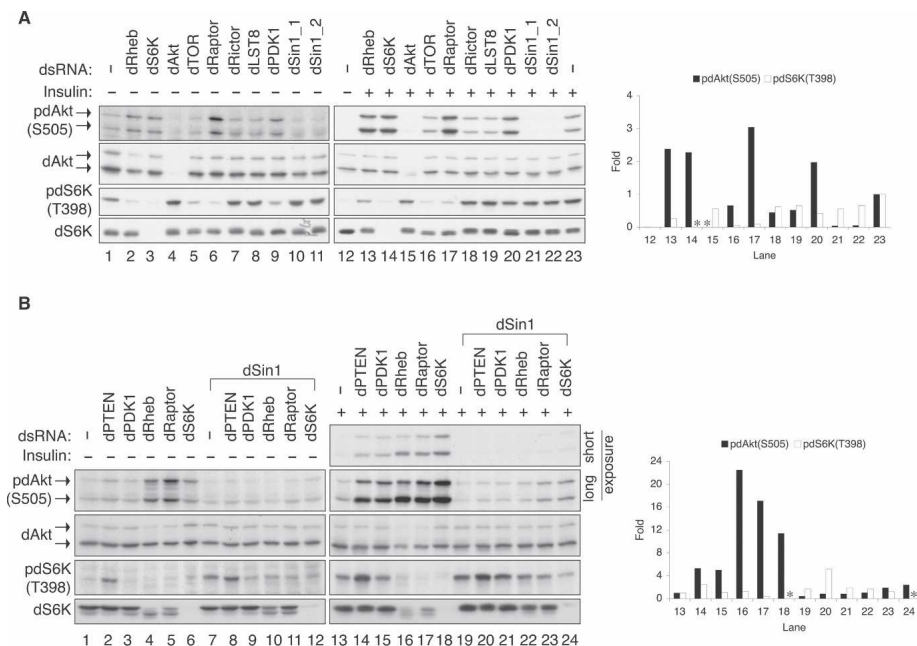 A
dsRNA: – dRheb dS6K dAkt dTOR dRaptor dRictor dLST8 dPDK1 dSin1_1 dSin1_2 – dRheb dS6K dAkt dTOR dRaptor dRictor dLST8 dPDK1 dSin1_1 dSin1_2 –
Insulin: – – – – – – – – – – – – + + + + + + + + + + +
pdAkt
(S505)
dAkt
pdS6K
(T398)
dS6K
1 2 3 4 5 6 7 8 9 10 11 12 13 14 15 16 17 18 19 20 21 22 23
■pdAkt(S505) □pdS6K(T398)
Fold
4
3
2
1
0
* *
12 13 14 15 16 17 18 19 20 21 22 23
Lane
B
dSin1
dSin1
dsRNA: – dPTEN dPDK1 dRheb dRaptor dS6K – dPTEN dPDK1 dRheb dRaptor dS6K
– dPTEN dPDK1 dRheb dRaptor dS6K – dPTEN dPDK1 dRheb dRaptor dS6K
+ + + + + + + + + + + +
Insulin: – – – – – – – – – – – –
short
long
exposure
pdAkt
(S505)
dAkt
pdS6K
(T398)
dS6K
1 2 3 4 5 6 7 8 9 10 11 12 13 14 15 16 17 18 19 20 21 22 23 24
■pdAkt(S505) □pdS6K(T398)
Fold
24
20
16
12
8
4
0
* *
13 14 15 16 17 18 19 20 21 22 23 24
Lane